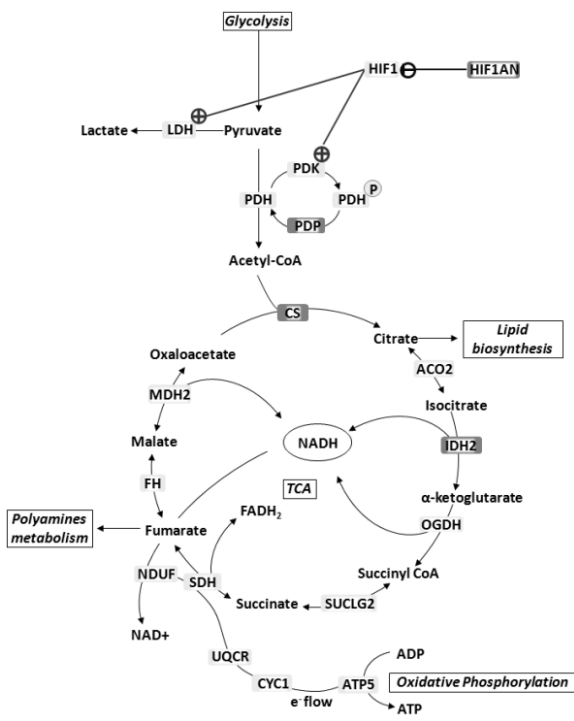 Glycolysis
HIF1
HIF1AN
Lactate
LDH
Pyruvate
PDK
PDH
PDH
P
PDP
Acetyl-CoA
CS
Oxaloacetate
Citrate
Lipid
biosynthesis
MDH2
ACO2
Isocitrate
Malate
NADH
IDH2
FH
TCA
α-ketoglutarate
Polyamines
metabolism
Fumarate
FADH2
OGDH
NDUF
SDH
Succinyl CoA
Succinate
SUCLG2
NAD+
UQCR
ADP
CYC1
ATP5
Oxidative Phosphorylation
e- flow
ATP